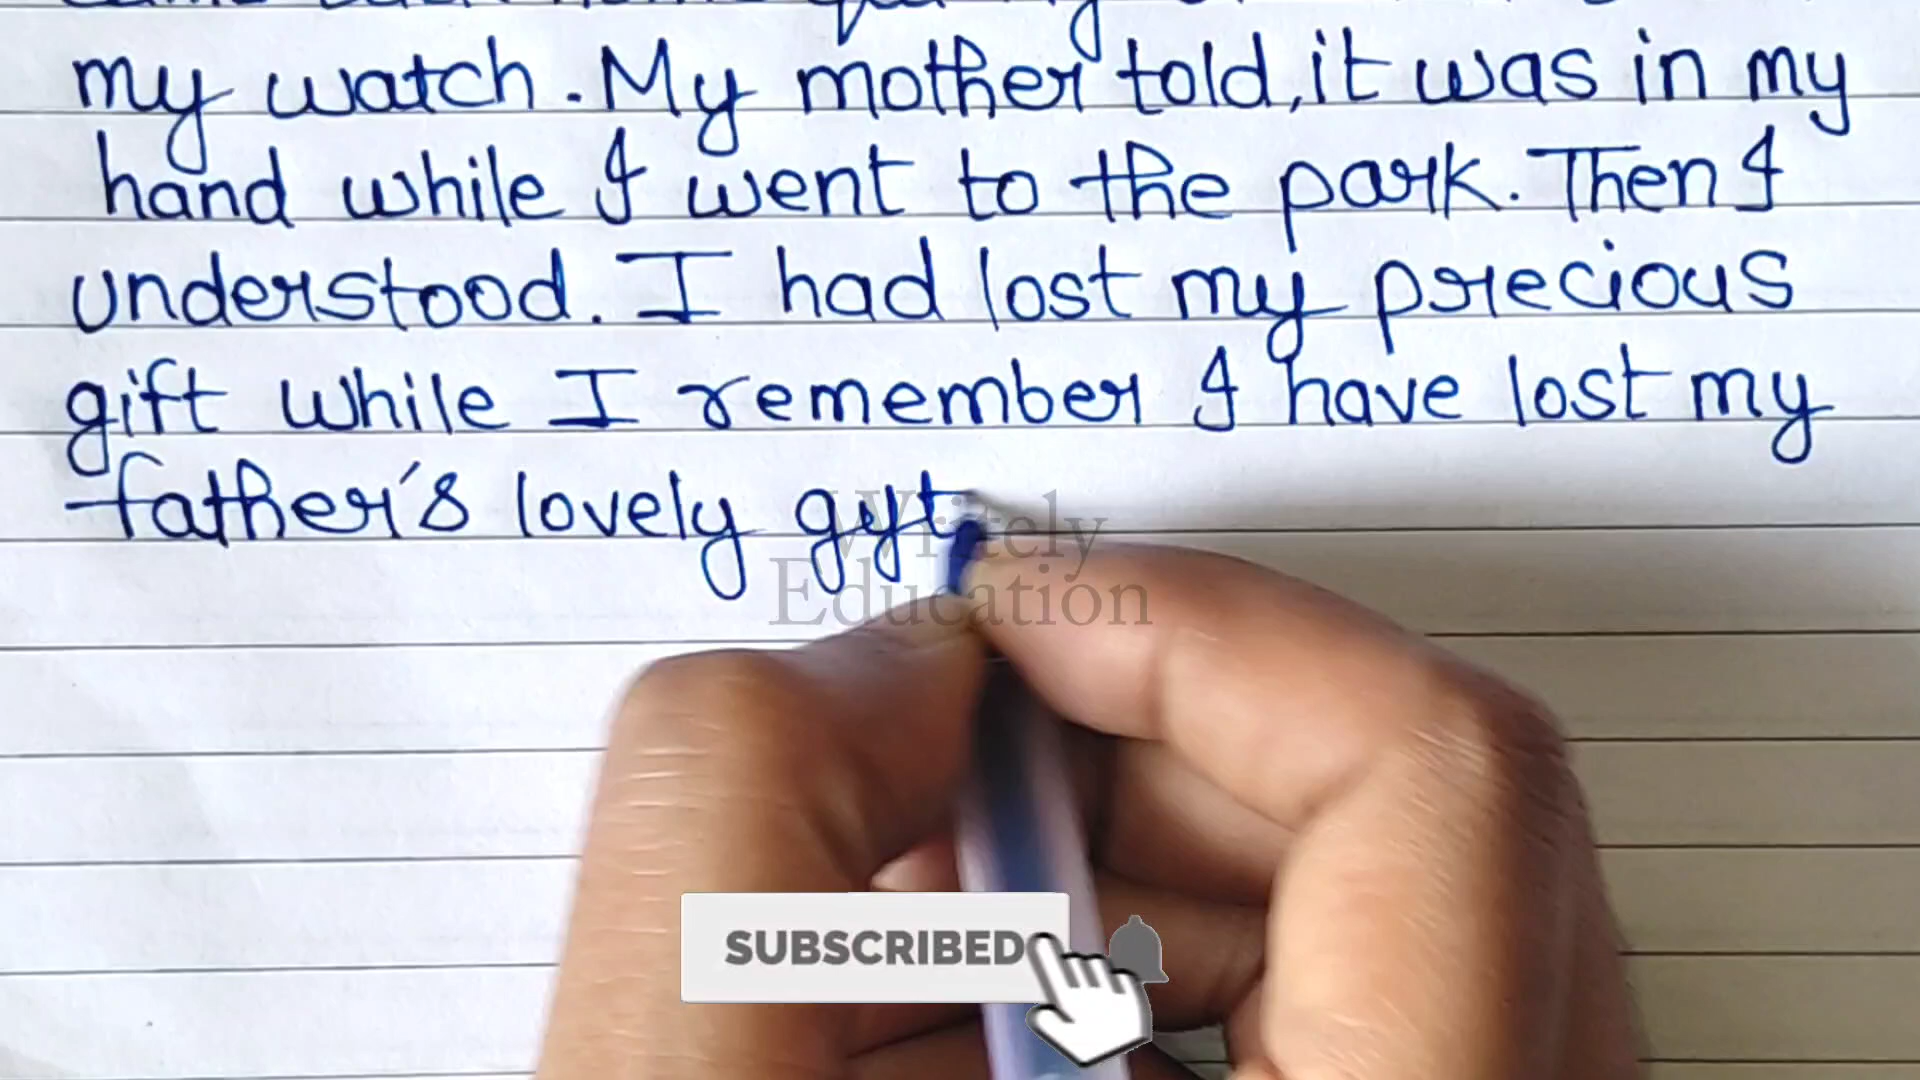 my watch. My mother told, it was in my
hand while I went to the park. Then I
understood. I had lost my precious
gift while I remember I have lost my
father's lovely gift
Writely
Education
SUBSCRIBED